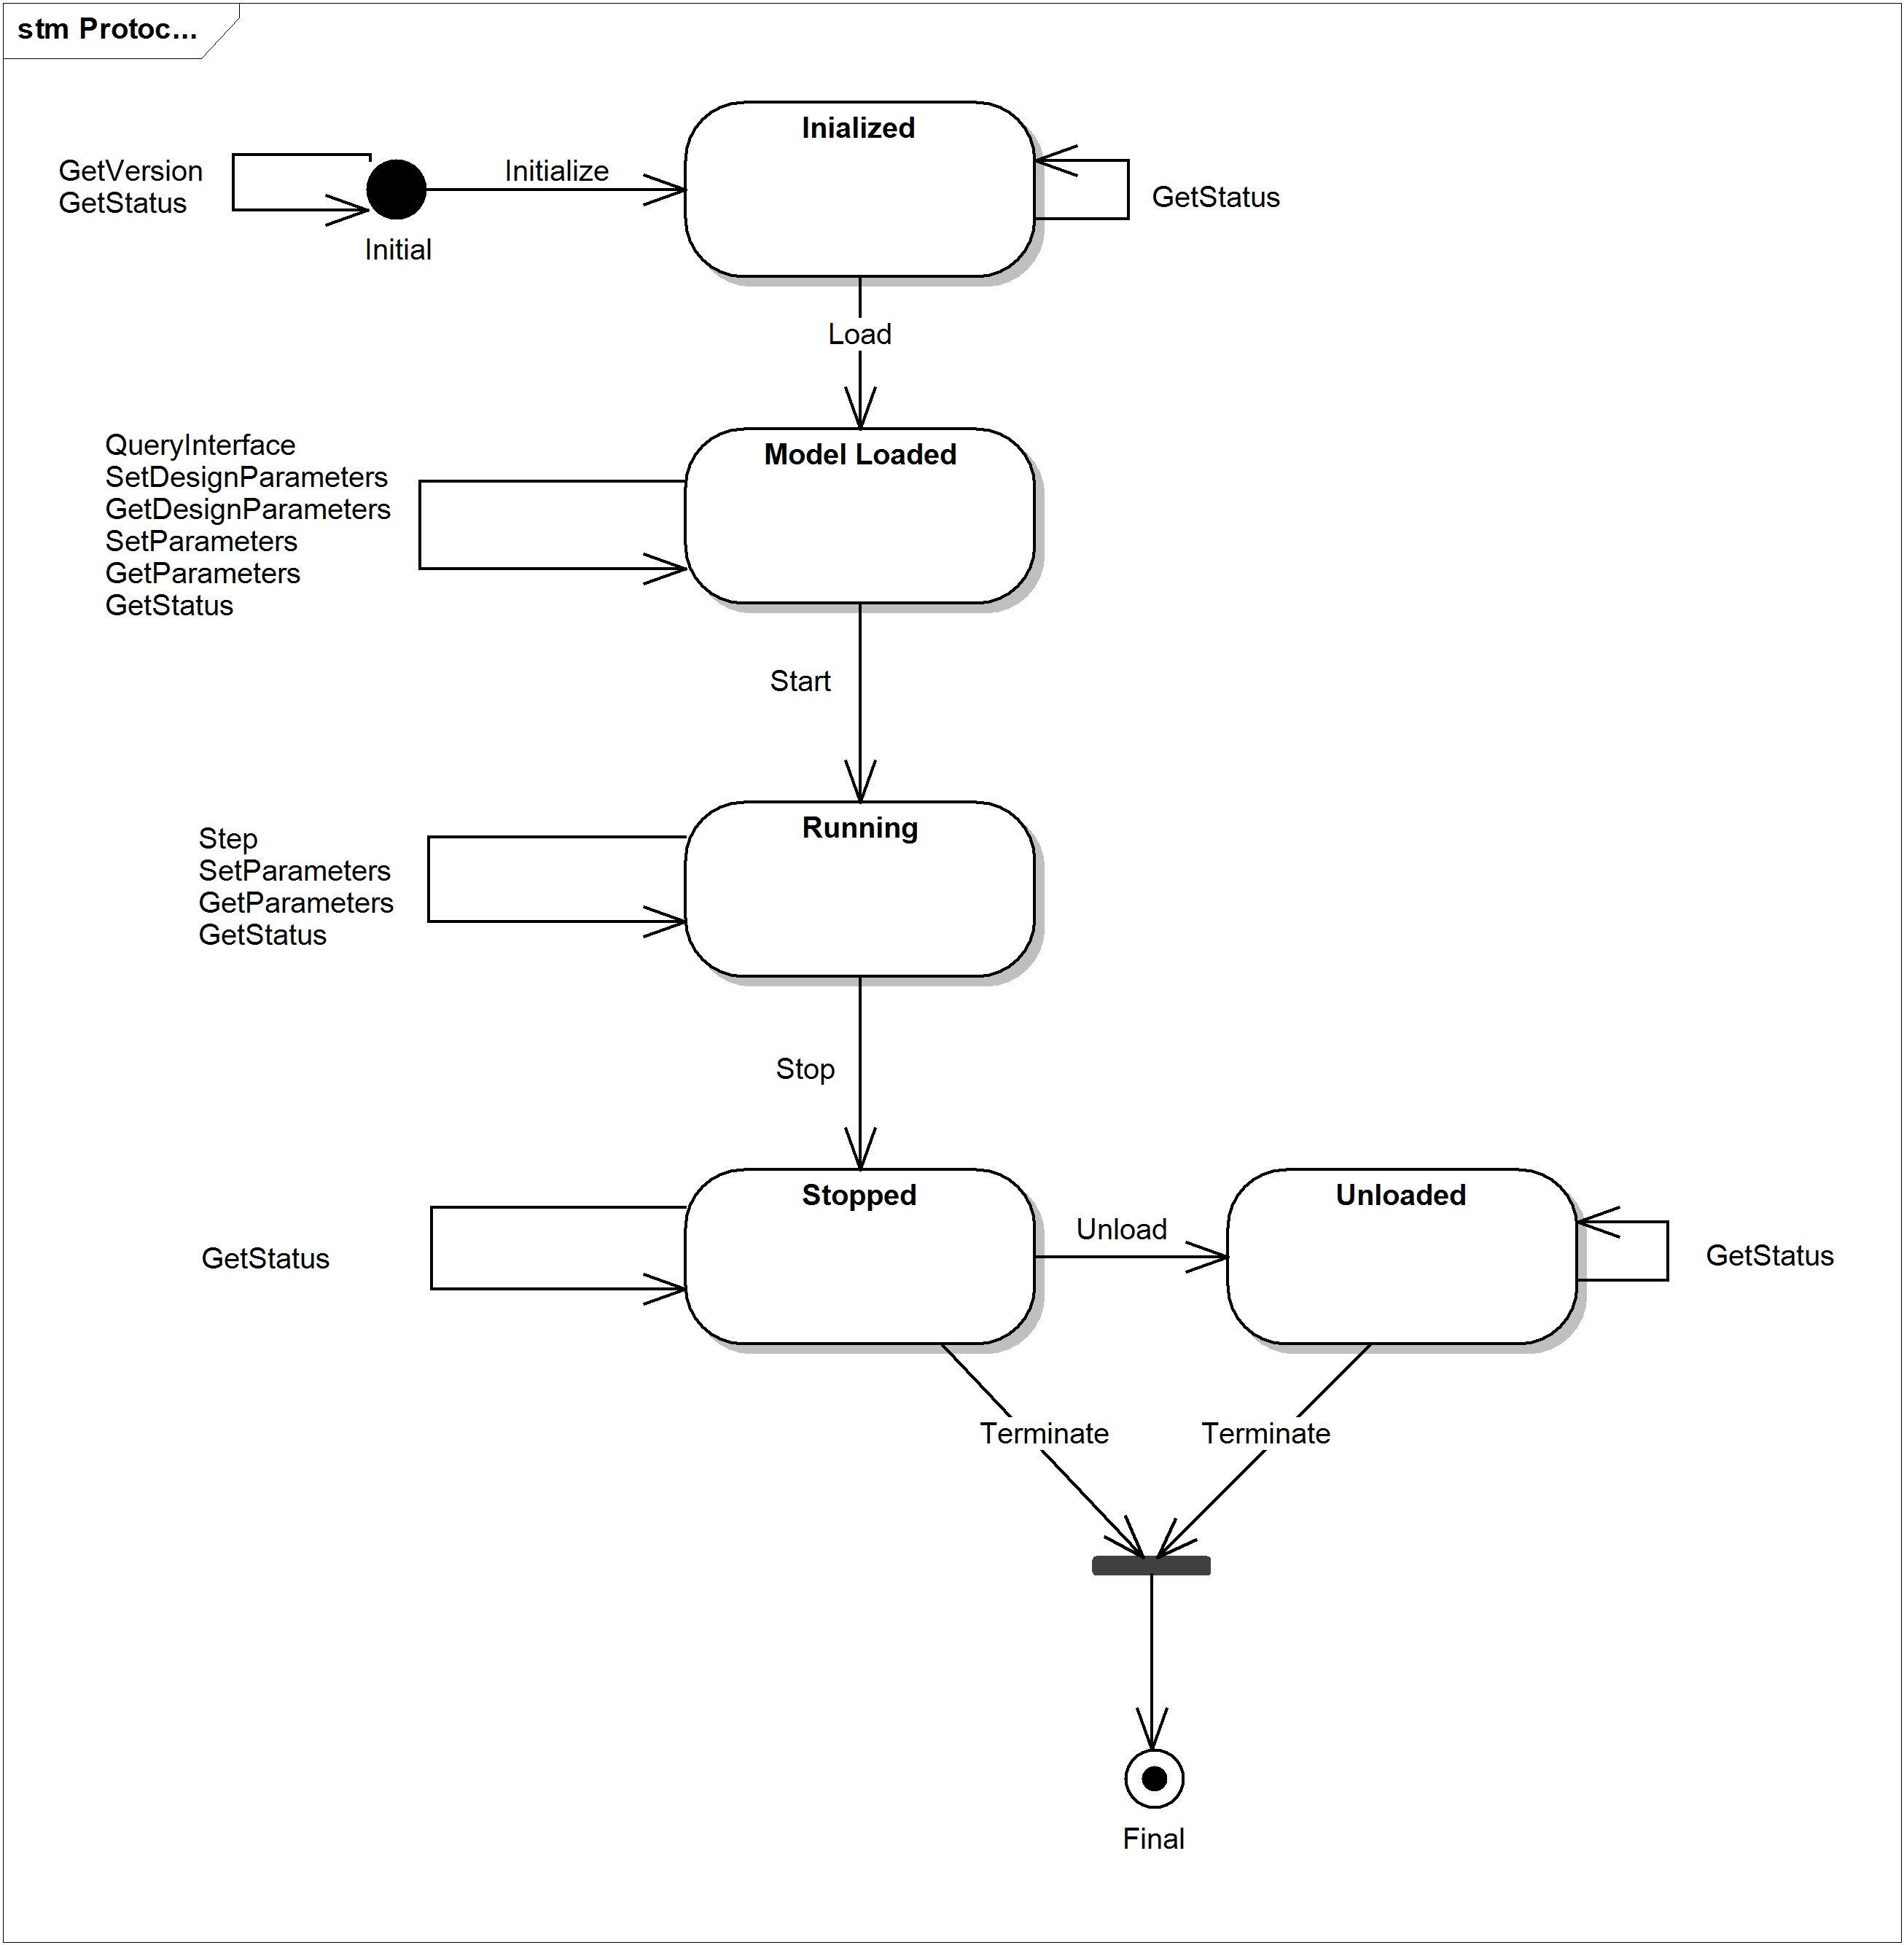 stm Protoc...
Inialized
GetVersion
GetStatus
Initialize
GetStatus
Initial
Load
QueryInterface
SetDesignParameters
GetDesignParameters
SetParameters
GetParameters
GetStatus
Model Loaded
Start
Step
SetParameters
GetParameters
GetStatus
Running
Stop
Stopped
Unloaded
GetStatus
Unload
GetStatus
Terminate
Terminate
Final